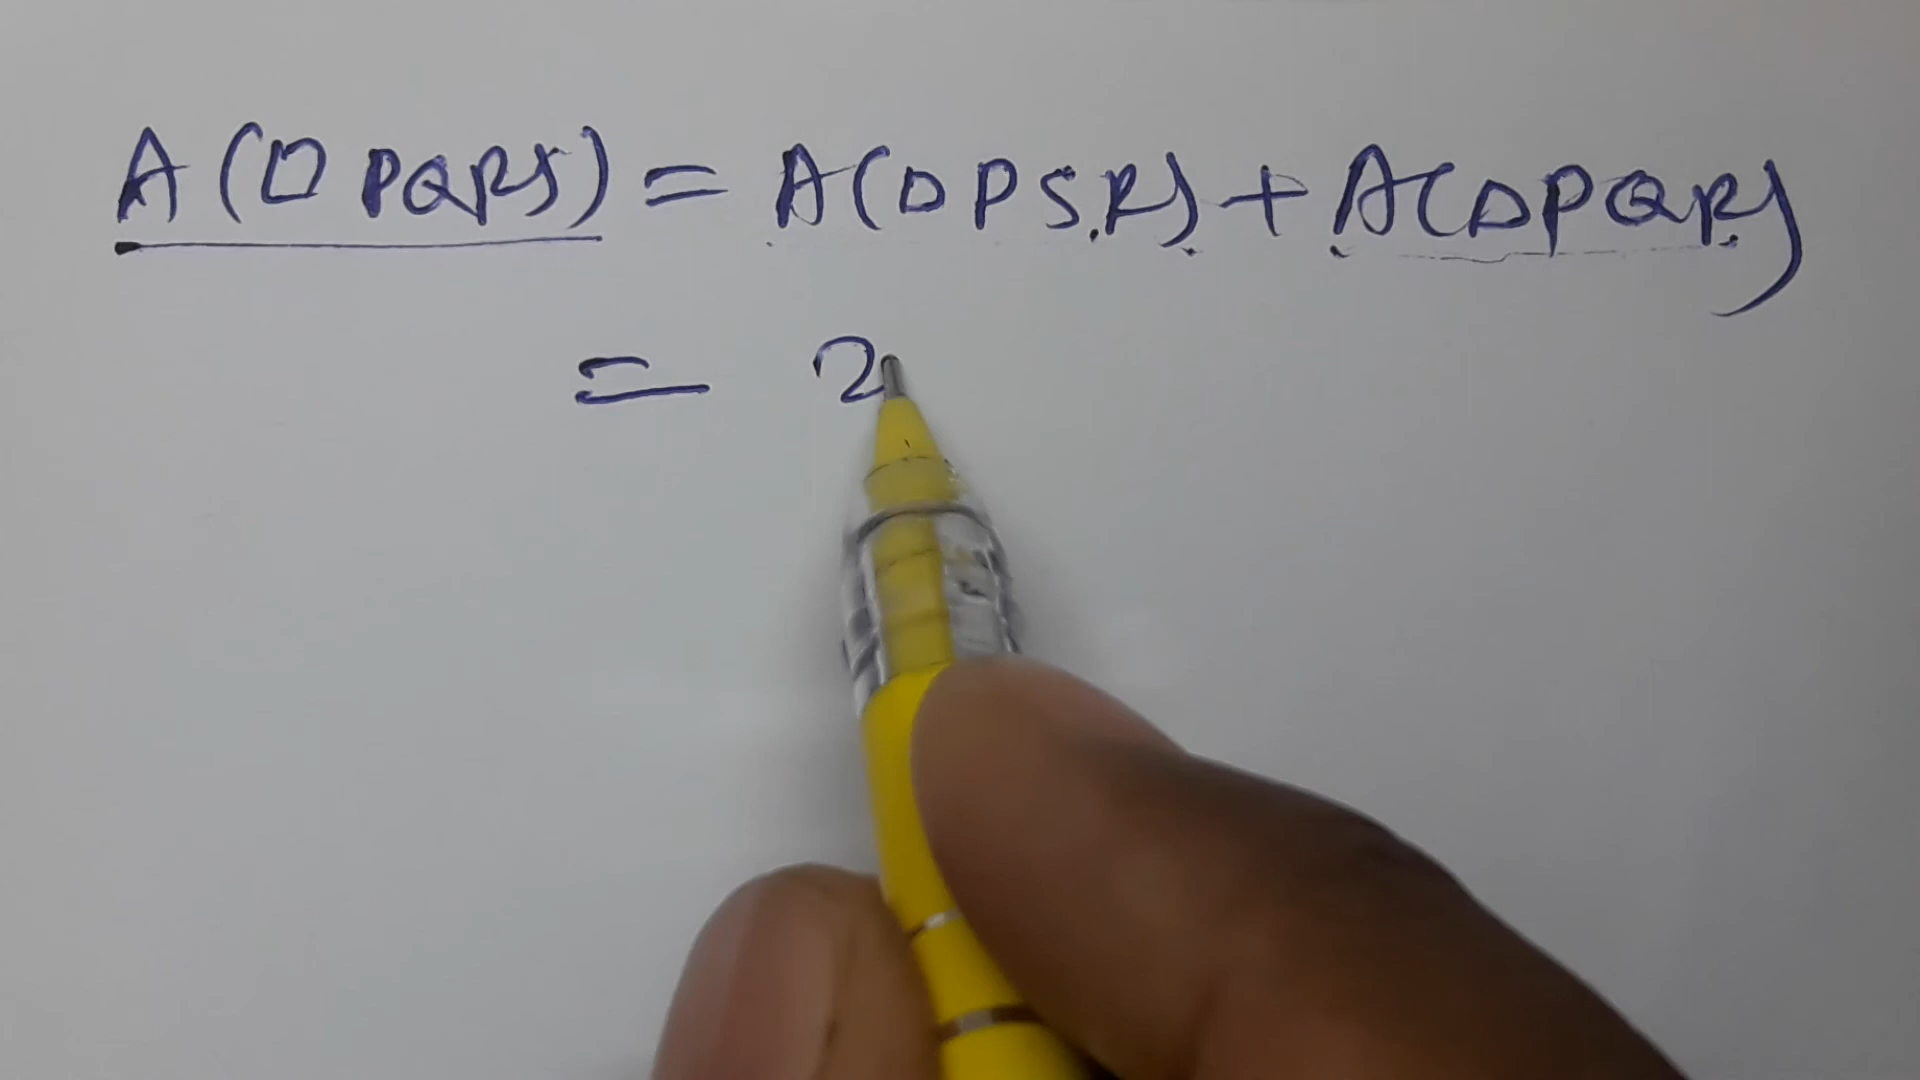 A(□ PQRS) = A(△PSR) + A(△PQR)
= 2